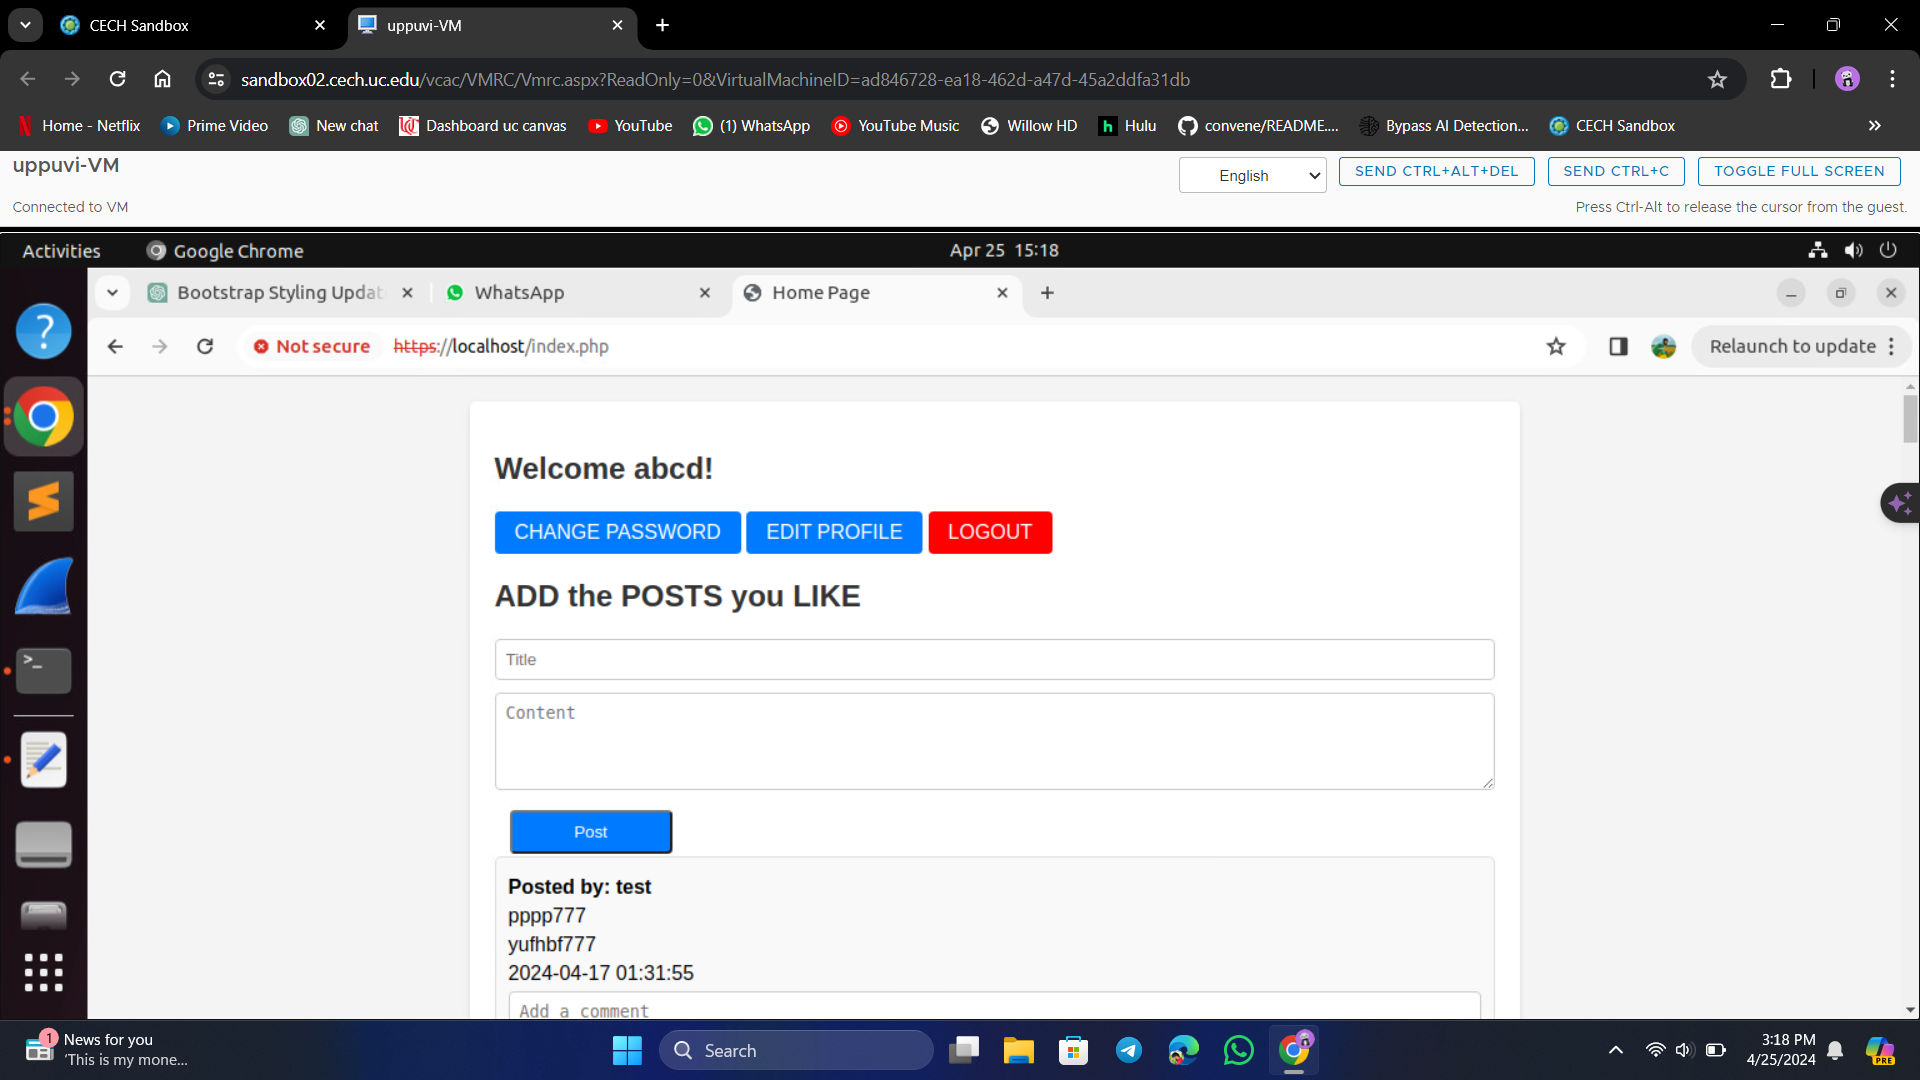 CECH Sandbox
uppuvi-VM
sandbox02.cech.uc.edu/vcac/VMRC/Vmrc.aspx?ReadOnly=0&VirtualMachineID=ad846728-ea18-462d-a47d-45a2ddfa31db
Home - Netflix
Prime Video
New chat
Dashboard uc canvas
YouTube
(1) WhatsApp
YouTube Music
Willow HD
Hulu
convene/README....
Bypass AI Detection...
CECH Sandbox
uppuvi-VM
English
SEND CTRL+ALT+DEL
SEND CTRL+C
TOGGLE FULL SCREEN
Connected to VM
Press Ctrl-Alt to release the cursor from the guest.
Activities
Google Chrome
Apr 25 15:18
Bootstrap Styling Updat
WhatsApp
Home Page
Not secure
https://localhost/index.php
Relaunch to update
Welcome abcd!
CHANGE PASSWORD
EDIT PROFILE
LOGOUT
ADD the POSTS you LIKE
Title
Content
Post
Posted by: test
pppp777
yufhbf777
2024-04-17 01:31:55
Add a comment
1
News for you
'This is my mone...
Search
3:18 PM
4/25/2024
PRE